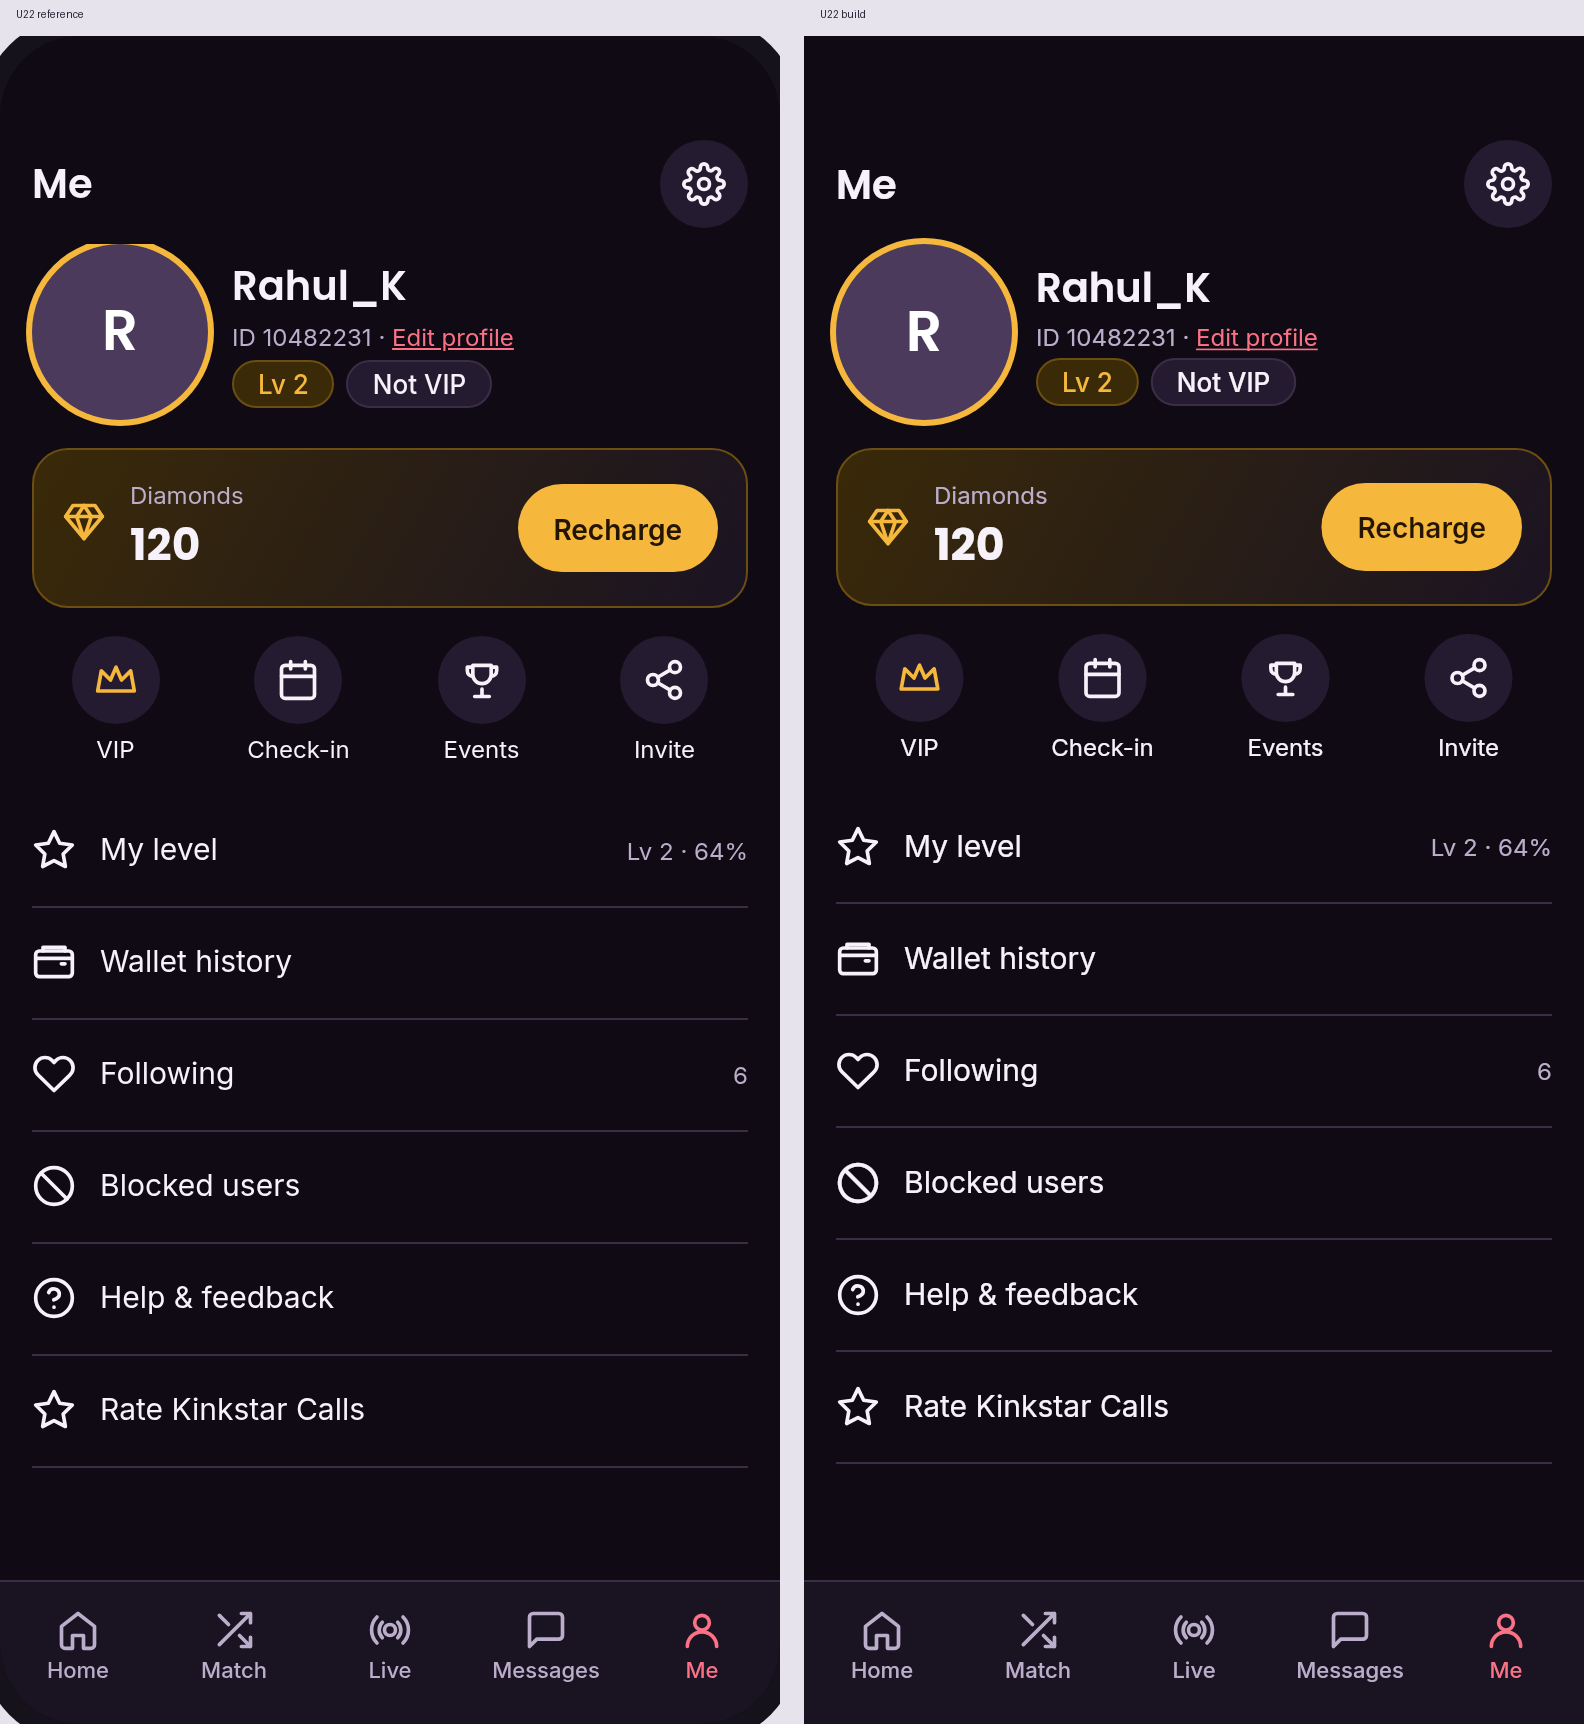 U22 reference
Me
R
Rahul_K
ID 10482231 · Edit profile
Lv 2
Not VIP
Diamonds
120
Recharge
VIP
Check-in
Events
Invite
My level
Lv 2 · 64%
Wallet history
Following
6
Blocked users
Help & feedback
Rate Kinkstar Calls
Home
Match
Live
Messages
Me
U22 build
Me
R
Rahul_K
ID 10482231 · Edit profile
Lv 2
Not VIP
Diamonds
120
Recharge
VIP
Check-in
Events
Invite
My level
Lv 2 · 64%
Wallet history
Following
6
Blocked users
Help & feedback
Rate Kinkstar Calls
Home
Match
Live
Messages
Me